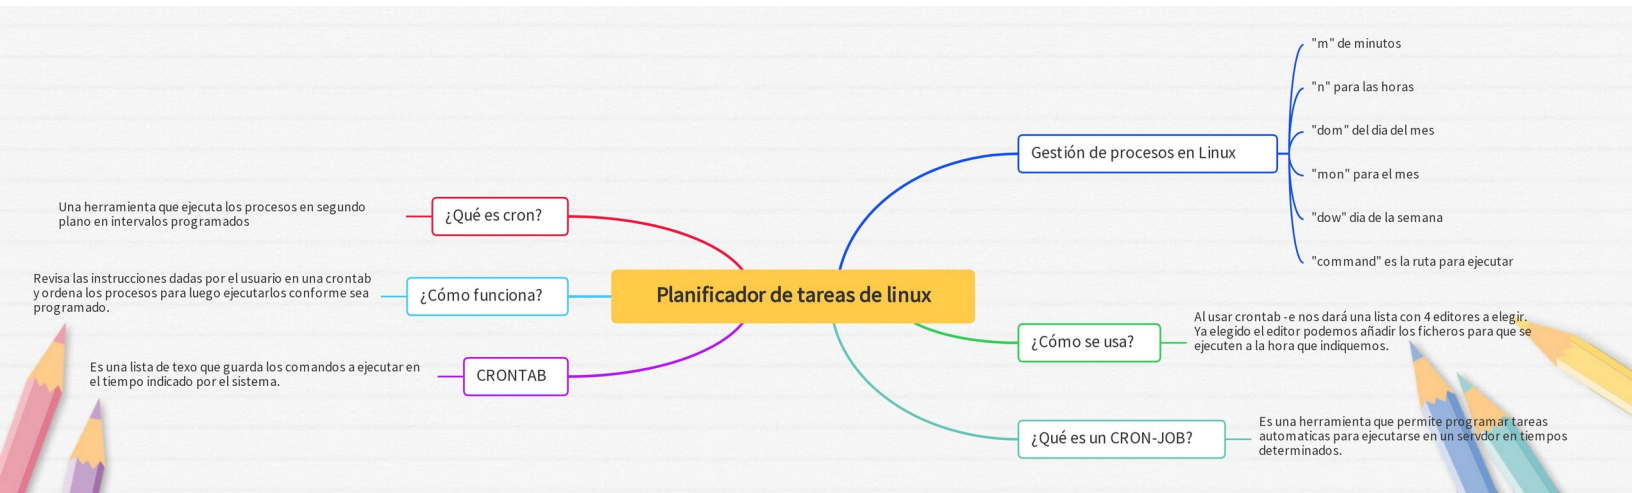 Planificador de tareas de linux
¿Qué es cron?
Una herramienta que ejecuta los procesos en segundo
plano en intervalos programados
¿Cómo funciona?
Revisa las instrucciones dadas por el usuario en una crontab
y ordena los procesos para luego ejecutarlos conforme sea
programado.
CRONTAB
Es una lista de texo que guarda los comandos a ejecutar en
el tiempo indicado por el sistema.
Gestión de procesos en Linux
"m" de minutos
"n" para las horas
"dom" del dia del mes
"mon" para el mes
"dow" dia de la semana
"command" es la ruta para ejecutar
¿Cómo se usa?
Al usar crontab -e nos dará una lista con 4 editores a elegir.
Ya elegido el editor podemos añadir los ficheros para que se
ejecuten a la hora que indiquemos.
¿Qué es un CRON-JOB?
Es una herramienta que permite programar tareas
automaticas para ejecutarse en un servdor en tiempos
determinados.